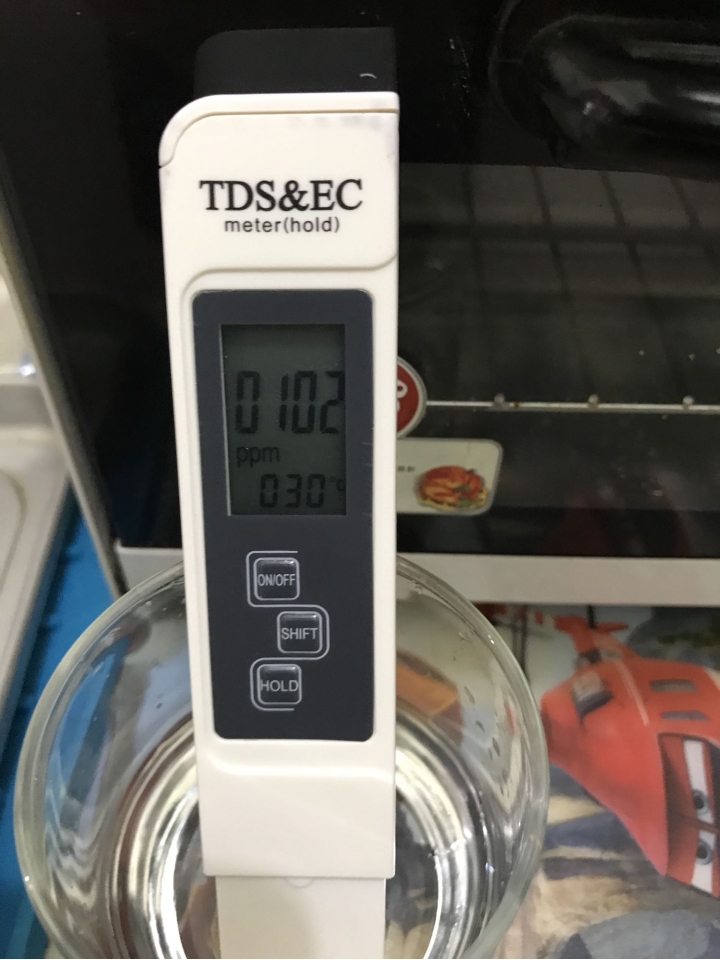 TDS&EC
meter(hold)
0102
ppm
030°C
ON/OFF
SHIFT
HOLD